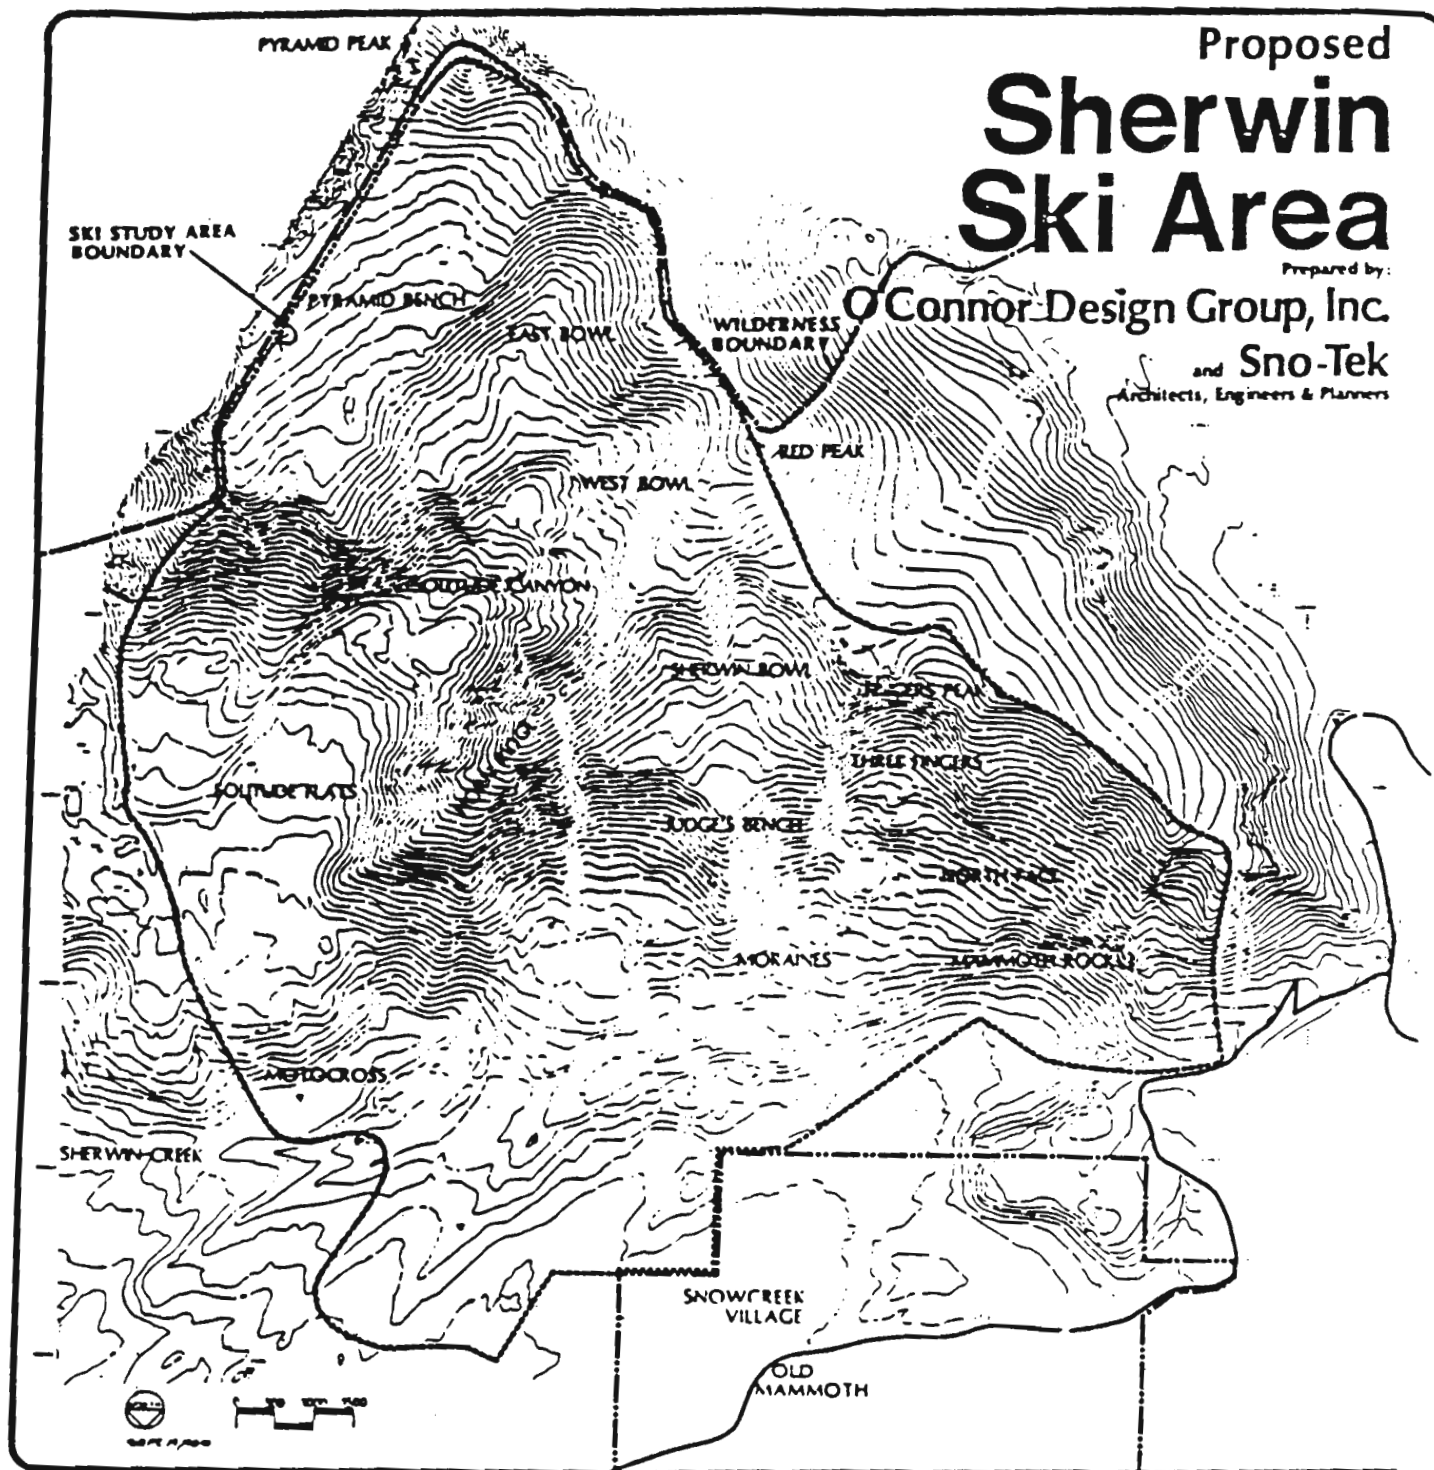 Proposed
Sherwin
Ski Area
Prepared by:
O'Connor Design Group, Inc.
and Sno-Tek
Architects, Engineers & Planners
PYRAMID PEAK
SKI STUDY AREA
BOUNDARY
PYRAMID BENCH
EAST BOWL
WILDERNESS
BOUNDARY
RED PEAK
WEST BOWL
SOLITUDE CANYON
SHERWIN BOWL
FINGERS PEAK
THREE FINGERS
SOLITUDE FLATS
JUDGE'S BENCH
NORTH FACE
MORAINES
MAMMOTH ROCK
MOTOCROSS
SHERWIN CREEK
SNOWCREEK
VILLAGE
OLD
MAMMOTH